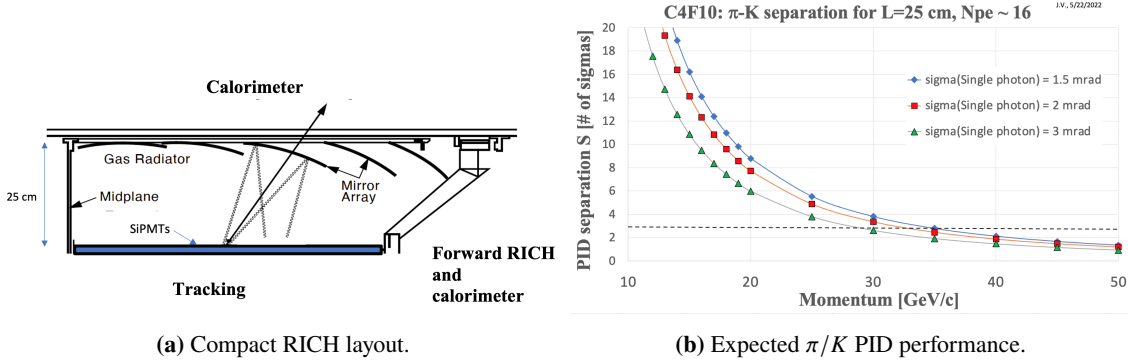 Calorimeter
Gas Radiator
Mirror
Array
25 cm
Midplane
SiPMTs
Tracking
Forward RICH
and
calorimeter
(a) Compact RICH layout.
C4F10: π-K separation for L=25 cm, Npe ~ 16
J.V., 5/22/2022
PID separation S [# of sigmas]
20
18
16
14
12
10
8
6
4
2
0
sigma(Single photon) = 1.5 mrad
sigma(Single photon) = 2 mrad
sigma(Single photon) = 3 mrad
10 20 30 40 50
Momentum [GeV/c]
(b) Expected π/K PID performance.